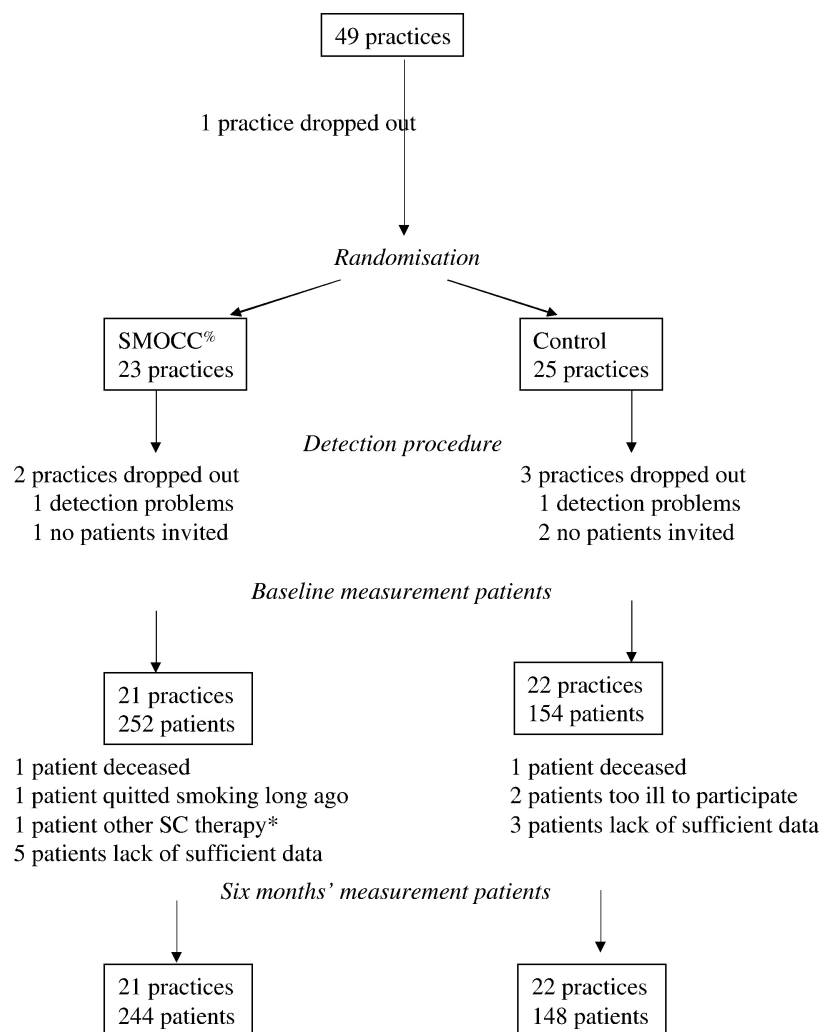 49 practices
1 practice dropped out
Randomisation
SMOCC%
23 practices
Control
25 practices
Detection procedure
2 practices dropped out
1 detection problems
1 no patients invited
3 practices dropped out
1 detection problems
2 no patients invited
Baseline measurement patients
21 practices
252 patients
22 practices
154 patients
1 patient deceased
1 patient quitted smoking long ago
1 patient other SC therapy*
5 patients lack of sufficient data
1 patient deceased
2 patients too ill to participate
3 patients lack of sufficient data
Six months’ measurement patients
21 practices
244 patients
22 practices
148 patients